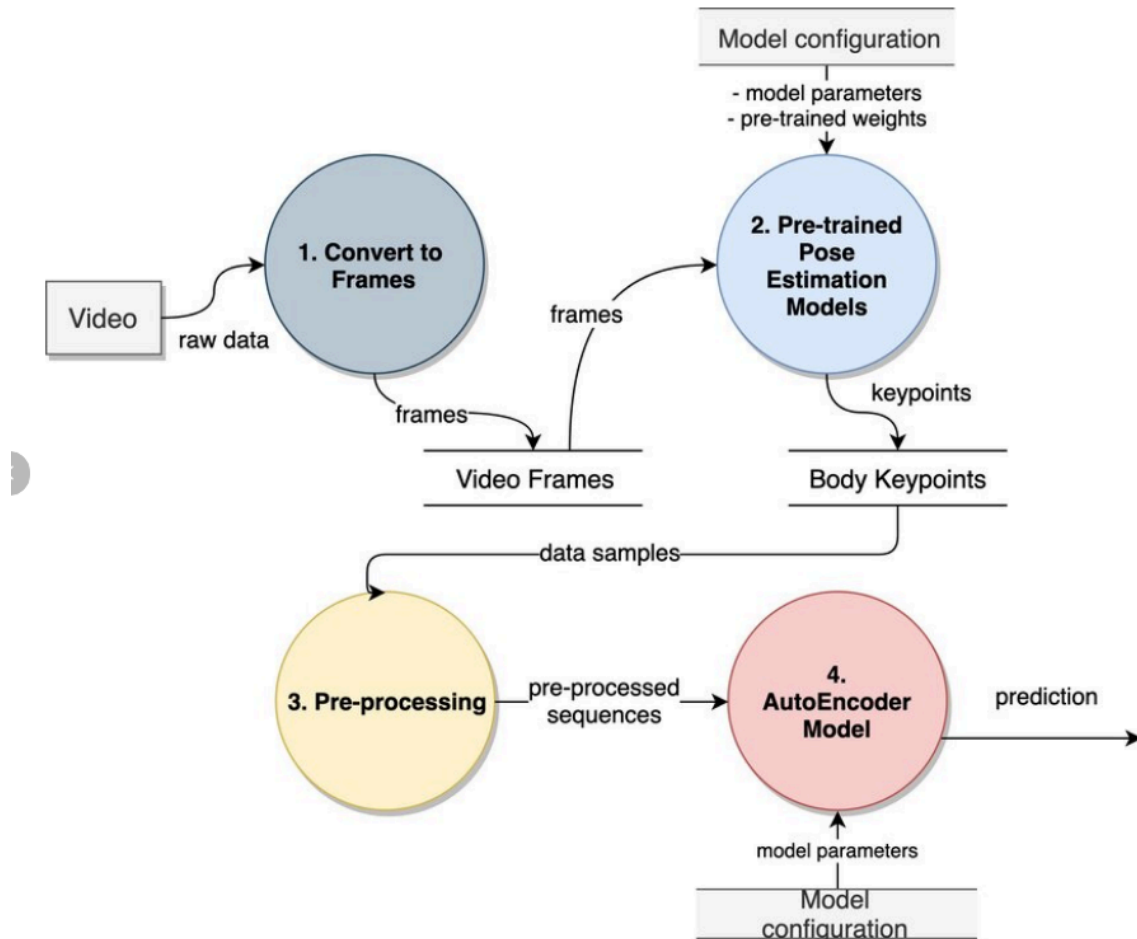 Model configuration
- model parameters
- pre-trained weights
1. Convert to
Frames
2. Pre-trained
Pose
Estimation
Models
Video
raw data
frames
frames
keypoints
Video Frames
Body Keypoints
data samples
3. Pre-processing
pre-processed
sequences
4.
AutoEncoder
Model
prediction
model parameters
Model
configuration